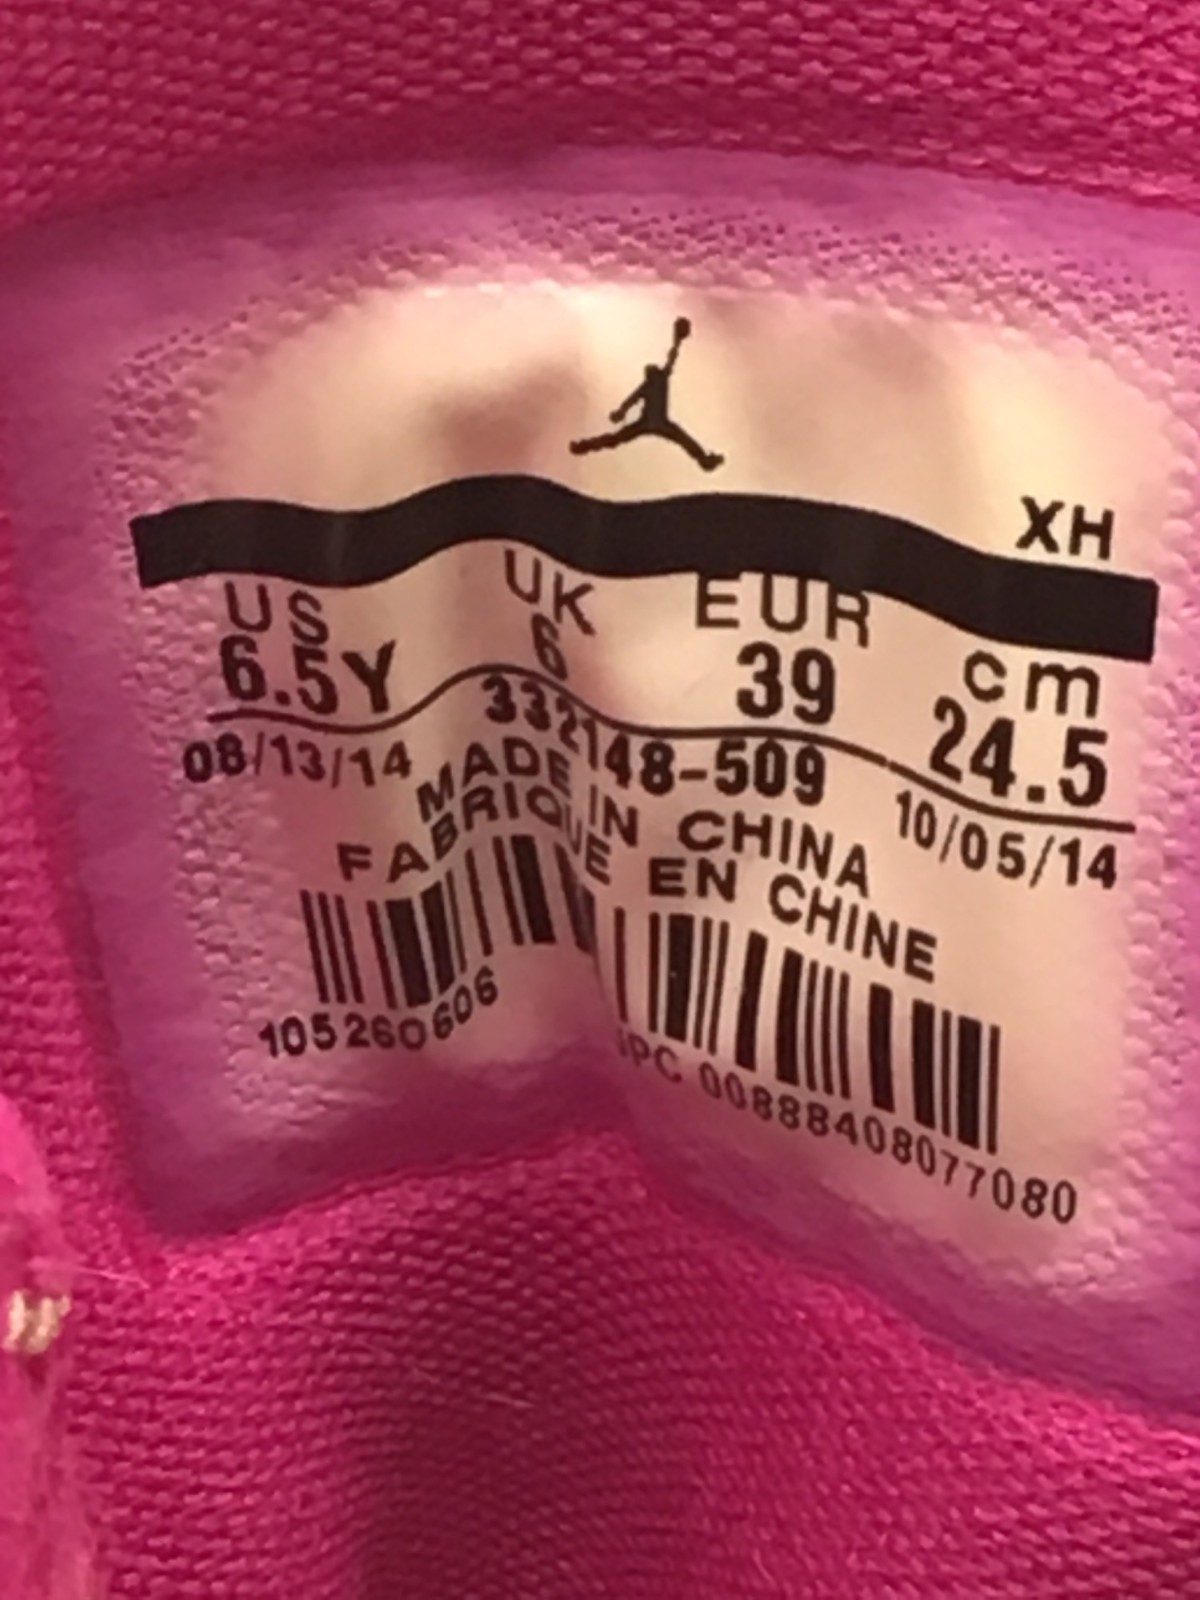 XH
US UK EUR cm
6.5Y 6 39 24.5
08/13/14 332148-509 10/05/14
MADE IN CHINA
FABRIQUE EN CHINE
105260606 UPC 00888408077080